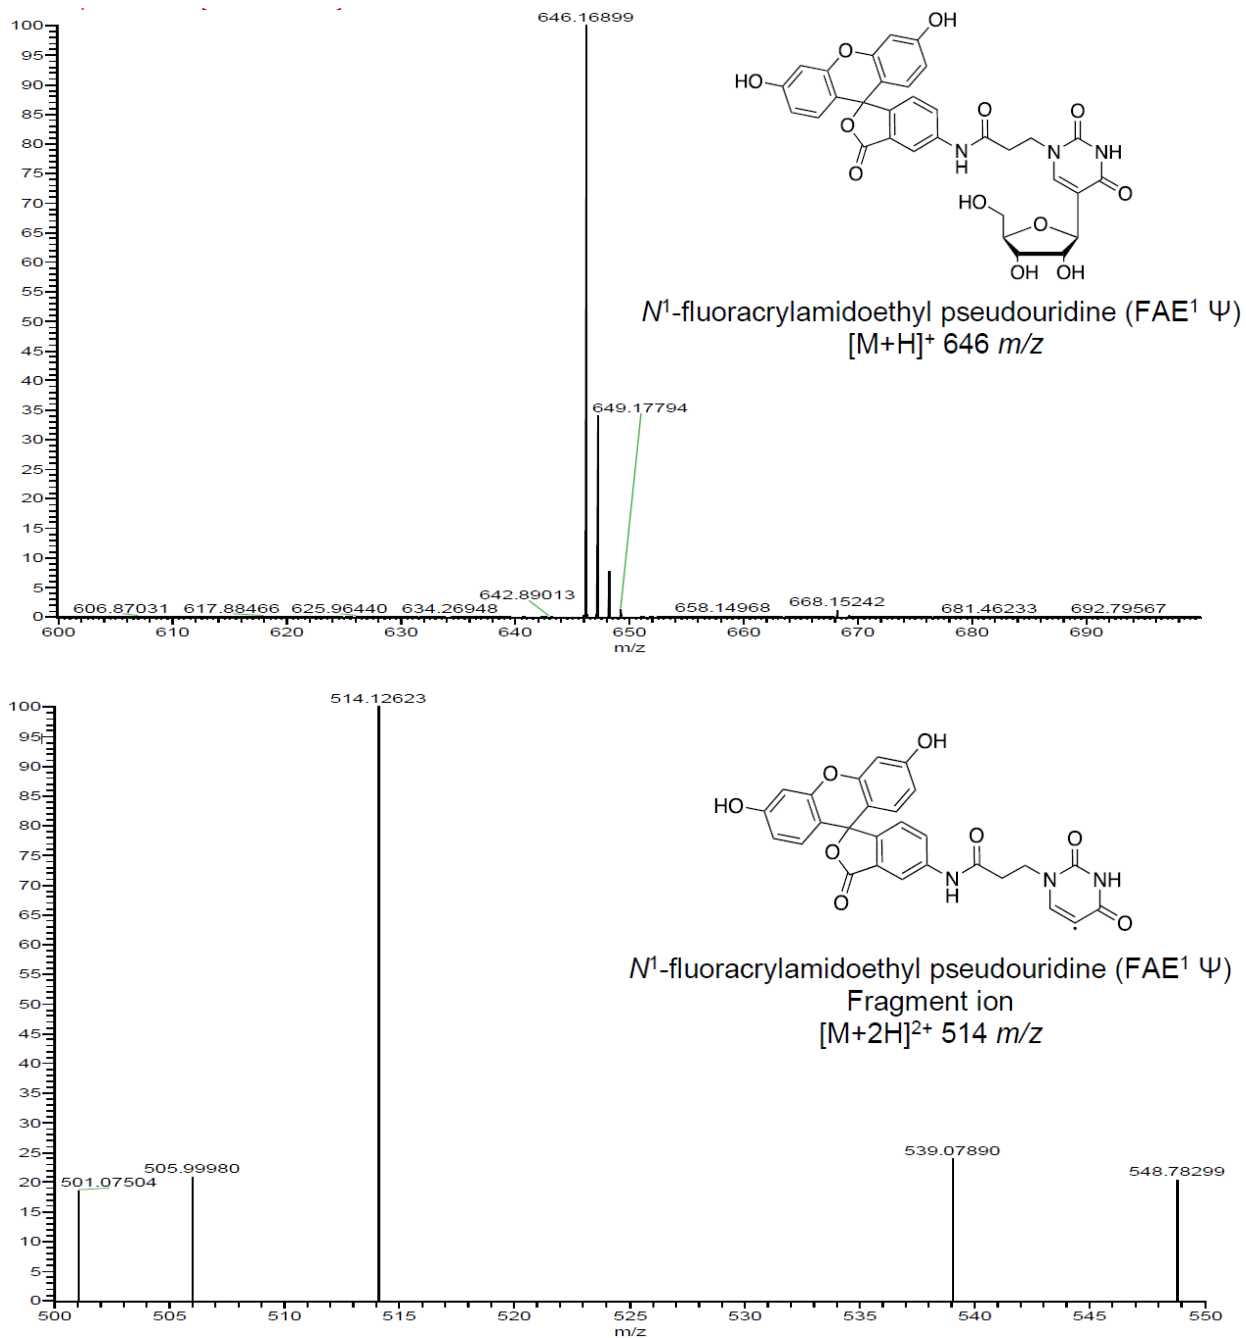 100
95
90
85
80
75
70
65
60
55
50
45
40
35
30
25
20
15
10
5
0
646.16899
649.17794
606.87031
617.88466
625.96440
634.26948
642.89013
658.14968
668.15242
681.46233
692.79567
600
610
620
630
640
650
660
670
680
690
m/z
OH
HO
O
O
O
N
H
O
N
O
NH
O
HO
O
OH
OH
N¹-fluoracrylamidoethyl pseudouridine (FAE¹ Ψ)
[M+H]⁺ 646 m/z
100
95
90
85
80
75
70
65
60
55
50
45
40
35
30
25
20
15
10
5
0
514.12623
501.07504
505.99980
539.07890
548.78299
500
505
510
515
520
525
530
535
540
545
550
m/z
OH
HO
O
O
O
N
H
O
N
O
NH
O
N¹-fluoracrylamidoethyl pseudouridine (FAE¹ Ψ)
Fragment ion
[M+2H]²⁺ 514 m/z